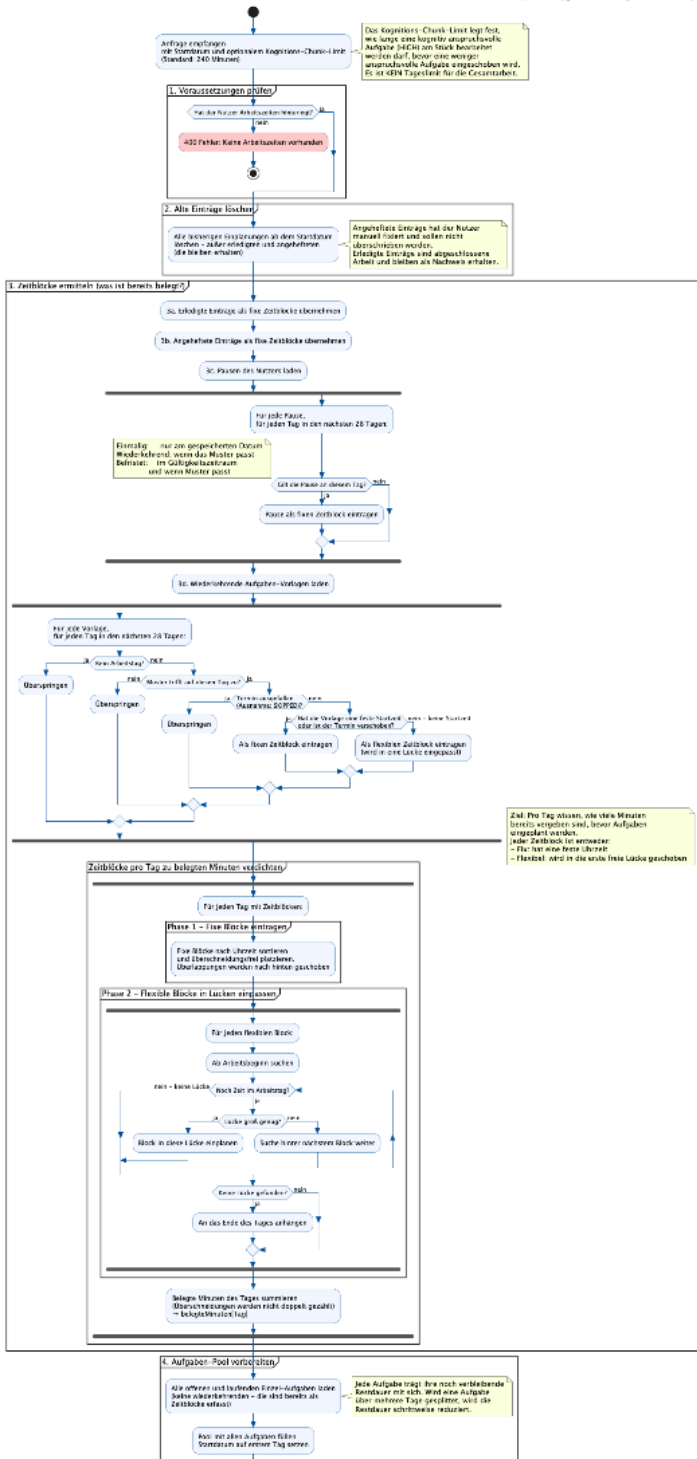 Anfrage empfangen
mit Startdatum und optionalem Kognitions-Chunk-Limit
(Standard: 240 Minuten)
Das Kognitions-Chunk-Limit legt fest,
wie lange eine kognitiv anspruchsvolle
Aufgabe (HIGH) am Stück bearbeitet
werden darf, bevor eine weniger
anspruchsvolle Aufgabe eingeschoben wird.
Es ist KEIN Tageslimit für die Gesamtarbeit.
1. Voraussetzungen prüfen
Hat der Nutzer Arbeitszeiten hinterlegt?
ja
nein
400 Fehler: Keine Arbeitszeiten vorhanden
2. Alte Einträge löschen
Alle bisherigen Einplanungen ab dem Startdatum
löschen – außer erledigten und angehefteten
(die bleiben erhalten)
Angeheftete Einträge hat der Nutzer
manuell fixiert und sollen nicht
überschrieben werden.
Erledigte Einträge sind abgeschlossene
Arbeit und bleiben als Nachweis erhalten.
3. Zeitblöcke ermitteln (was ist bereits belegt?)
3a. Erledigte Einträge als fixe Zeitblöcke übernehmen
3b. Angeheftete Einträge als fixe Zeitblöcke übernehmen
3c. Pausen des Nutzers laden
Für jede Pause,
für jeden Tag in den nächsten 28 Tagen:
Einmalig: nur am gespeicherten Datum
Wiederkehrend: wenn das Muster passt
Befristet: im Gültigkeitszeitraum
und wenn Muster passt
Gilt die Pause an diesem Tag?
nein
ja
Pause als fixen Zeitblock eintragen
3d. Wiederkehrende Aufgaben-Vorlagen laden
Für jede Vorlage,
für jeden Tag in den nächsten 28 Tagen:
ja
Kein Arbeitstag?
nein
Überspringen
nein
Muster trifft auf diesen Tag zu?
ja
Überspringen
ja
Termin ausgefallen
(Ausnahme: SKIPPED)?
nein
Überspringen
ja
Hat die Vorlage eine feste Startzeit
oder ist der Termin verschoben?
nein – keine Startzeit
Als fixen Zeitblock eintragen
Als flexiblen Zeitblock eintragen
(wird in eine Lücke eingepasst)
Ziel: Pro Tag wissen, wie viele Minuten
bereits vergeben sind, bevor Aufgaben
eingeplant werden.
Jeder Zeitblock ist entweder:
– Fix: hat eine feste Uhrzeit
– Flexibel: wird in die erste freie Lücke geschoben
Zeitblöcke pro Tag zu belegten Minuten verdichten
Für jeden Tag mit Zeitblöcken:
Phase 1 – Fixe Blöcke eintragen
Fixe Blöcke nach Uhrzeit sortieren
und überschneidungsfrei platzieren.
Überlappungen werden nach hinten geschoben
Phase 2 – Flexible Blöcke in Lücken einpassen
Für jeden flexiblen Block
Ab Arbeitsbeginn suchen
nein – keine Lücke
Noch Zeit im Arbeitstag?
ja
ja
Lücke groß genug?
nein
Block in diese Lücke einplanen
Suche hinter nächstem Block weiter
Keine Lücke gefunden?
nein
ja
An das Ende des Tages anhängen
Belegte Minuten des Tages summieren
(Überschneidungen werden nicht doppelt gezählt)
→ belegteMinuten[tag]
4. Aufgaben-Pool vorbereiten
Alle offenen und laufenden Einzel-Aufgaben laden
(keine wiederkehrenden – die sind bereits als
Zeitblöcke erfasst)
Jede Aufgabe trägt ihre noch verbleibende
Restdauer mit sich. Wird eine Aufgabe
über mehrere Tage gesplittet, wird die
Restdauer schrittweise reduziert.
Pool mit allen Aufgaben füllen
Startdatum auf erstem Tag setzen